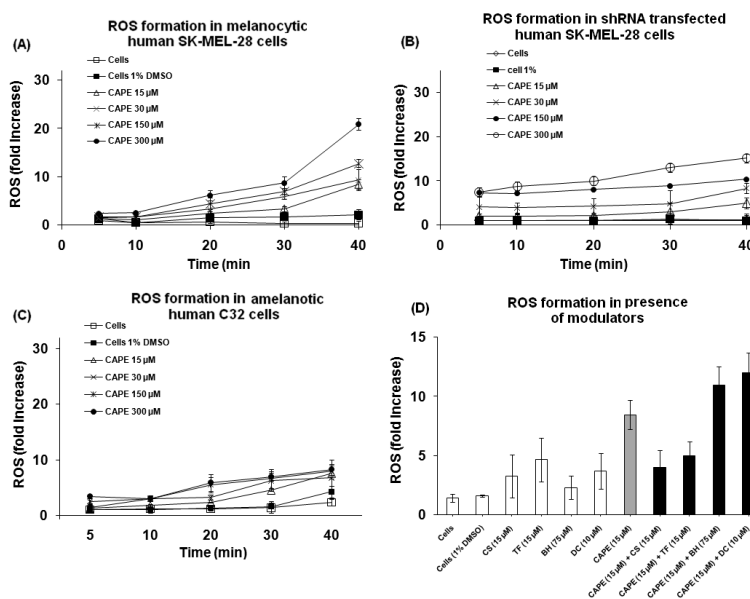 (A)
ROS formation in melanocytic
human SK-MEL-28 cells
Cells
Cells 1% DMSO
CAPE 15 µM
CAPE 30 µM
CAPE 150 µM
CAPE 300 µM
ROS (fold Increase)
30
20
10
0
0
10
20
30
40
Time (min)
(B)
ROS formation in shRNA transfected
human SK-MEL-28 cells
Cells
cell 1%
CAPE 15 µM
CAPE 30 µM
CAPE 150 µM
CAPE 300 µM
ROS (fold Increase)
30
20
10
0
0
10
20
30
40
Time (min)
(C)
ROS formation in amelanotic
human C32 cells
Cells
Cells 1% DMSO
CAPE 15 µM
CAPE 30 µM
CAPE 150 µM
CAPE 300 µM
ROS (fold Increase)
30
20
10
0
5
10
20
30
40
Time (min)
(D)
ROS formation in presence
of modulators
ROS (fold Increase)
15
10
5
0
Cells
Cells (1% DMSO)
CS (15 µM)
TF (15 µM)
BH (75 µM)
DC (10 µM)
CAPE (15 µM)
CAPE (15 µM) + CS (15 µM)
CAPE (15 µM) + TF (15 µM)
CAPE (15 µM) + BH (75 µM)
CAPE (15 µM) + DC (10 µM)